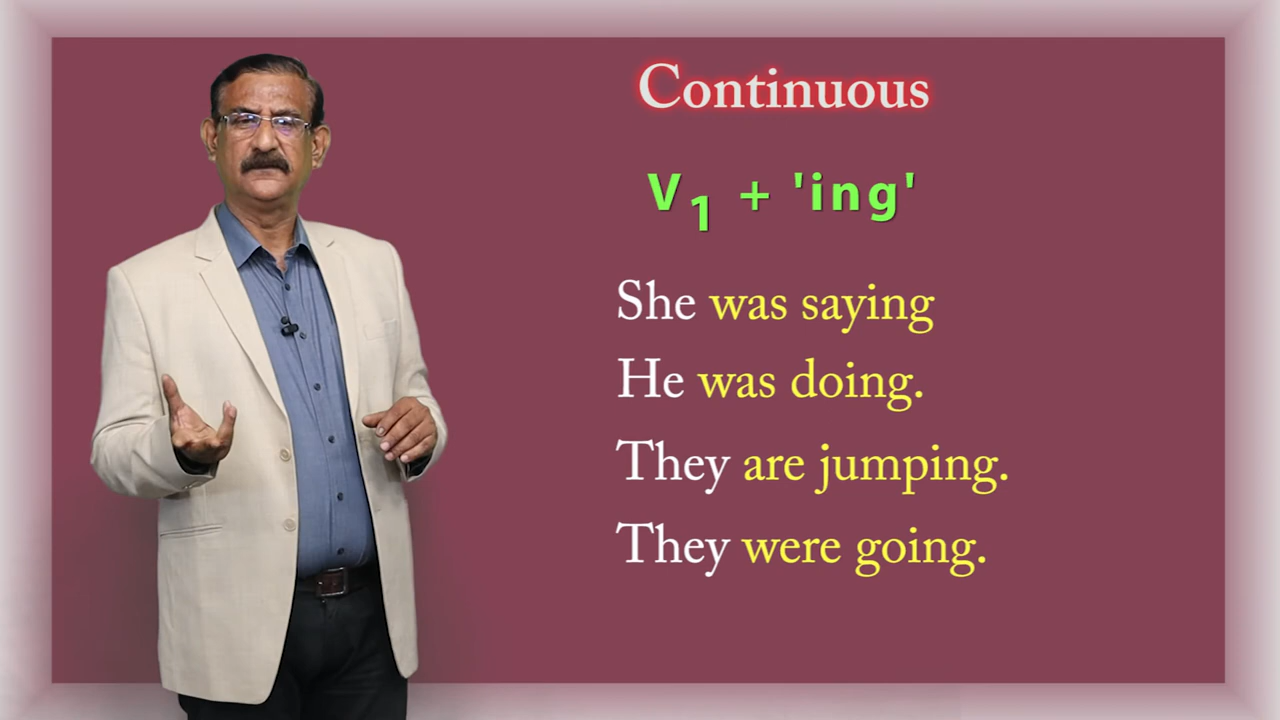 Continuous
V1 + 'ing'
She was saying
He was doing.
They are jumping.
They were going.